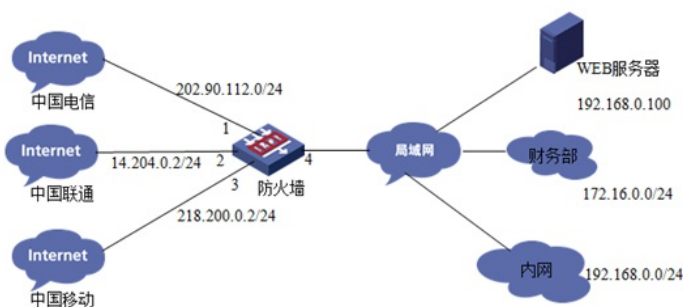 Internet
中国电信
202.90.112.0/24
1
Internet
中国联通
14.204.0.2/24
2
Internet
中国移动
218.200.0.2/24
3
防火墙
4
局域网
WEB服务器
192.168.0.100
财务部
172.16.0.0/24
内网
192.168.0.0/24